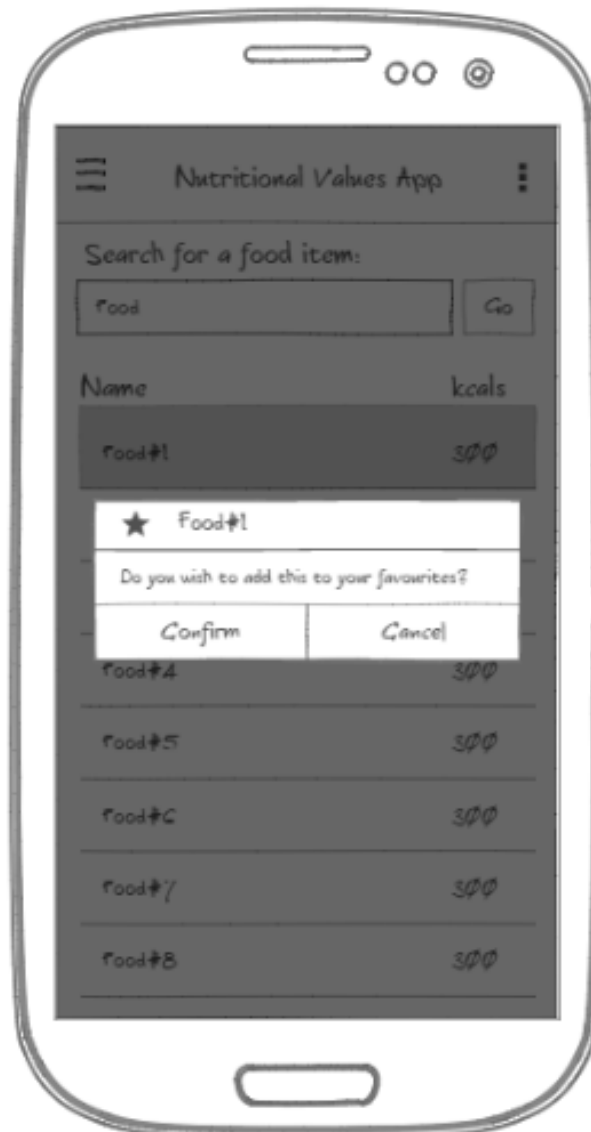 Nutritional Values App
Search for a food item:
Food
Go
Name kcals
Food#1 300
Food#1
Do you wish to add this to your favourites?
Confirm Cancel
Food#4 300
Food#5 300
Food#6 300
Food#7 300
Food#8 300